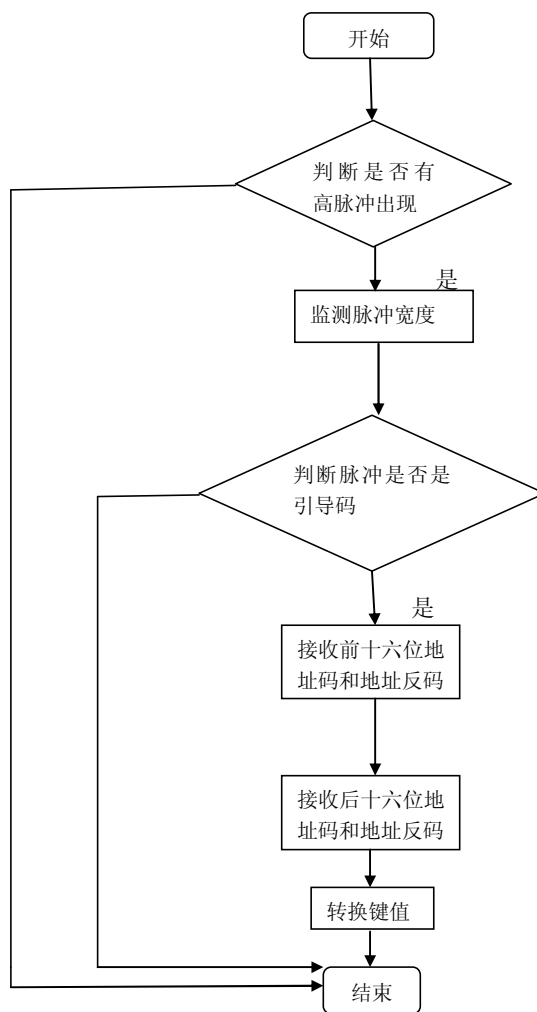 开始
判断是否有
高脉冲出现
是
监测脉冲宽度
判断脉冲是否是
引导码
是
接收前十六位地
址码和地址反码
接收后十六位地
址码和地址反码
转换键值
结束